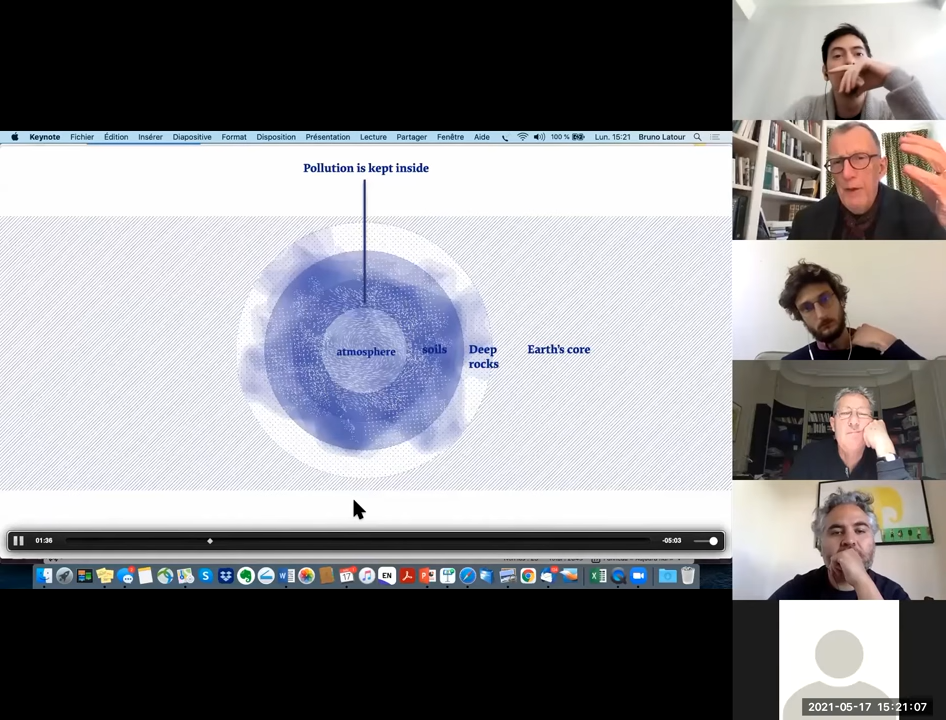 Keynote Fichier Édition Insérer Diapositive Format Disposition Présentation Lecture Partager Fenêtre Aide 100 % Lun. 15:21 Bruno Latour
Pollution is kept inside
atmosphere soils Deep rocks Earth's core
01:36 -05:03
17 EN
2021-05-17 15:21:07